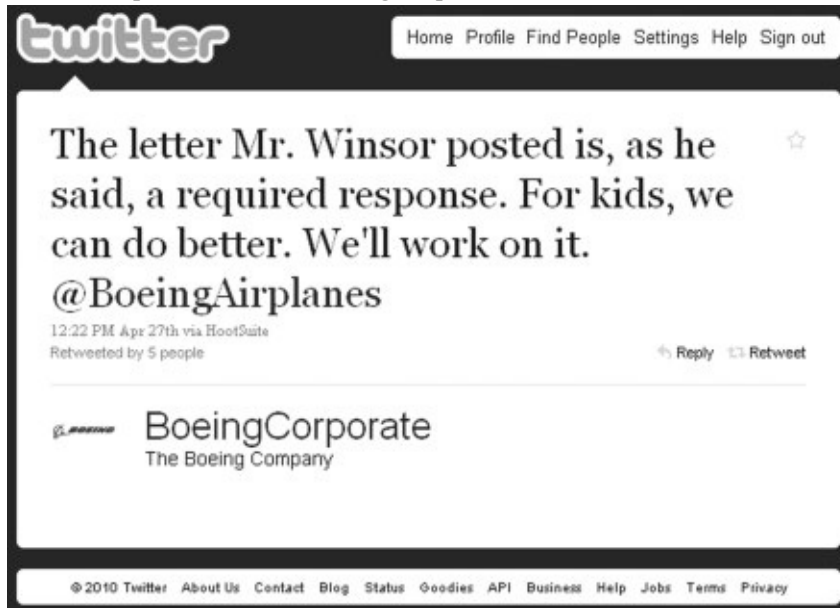 twitter
Home Profile Find People Settings Help Sign out
The letter Mr. Winsor posted is, as he
said, a required response. For kids, we
can do better. We'll work on it.
@BoeingAirplanes
12:22 PM Apr 27th via HootSuite
Retweeted by 5 people
Reply Retweet
BOEING
BoeingCorporate
The Boeing Company
© 2010 Twitter About Us Contact Blog Status Goodies API Business Help Jobs Terms Privacy